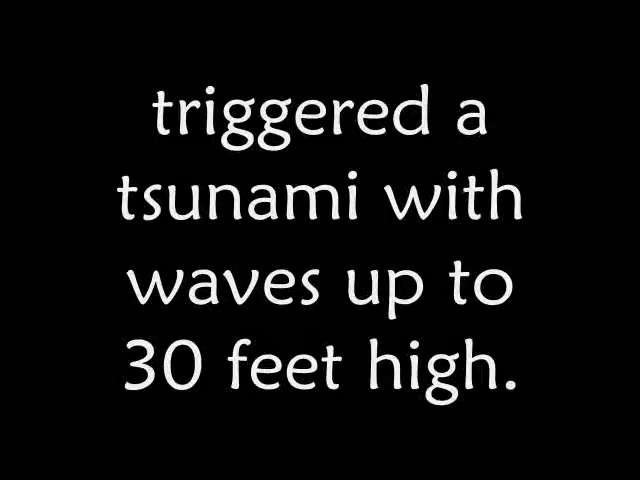 triggered a
tsunami with
waves up to
30 feet high.